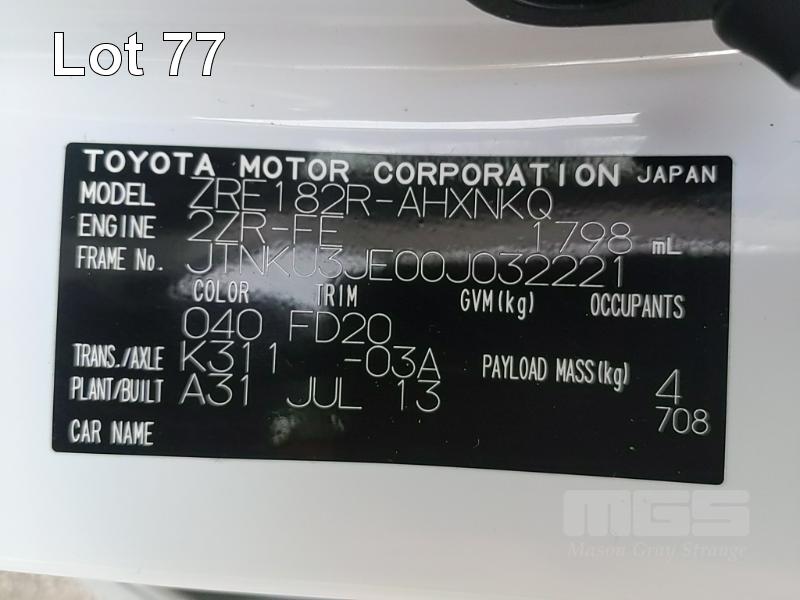 Lot 77
TOYOTA MOTOR CORPORATION JAPAN
MODEL ZRE182R-AHXNKQ
ENGINE 2ZR-FE 1798 mL
FRAME No. JTNKU3JE00J032221
COLOR TRIM GVM(kg) OCCUPANTS
040 FD20
TRANS./AXLE K311 -03A PAYLOAD MASS(kg) 4
PLANT/BUILT A31 JUL 13 708
CAR NAME
MGS
Mason Gray Strange